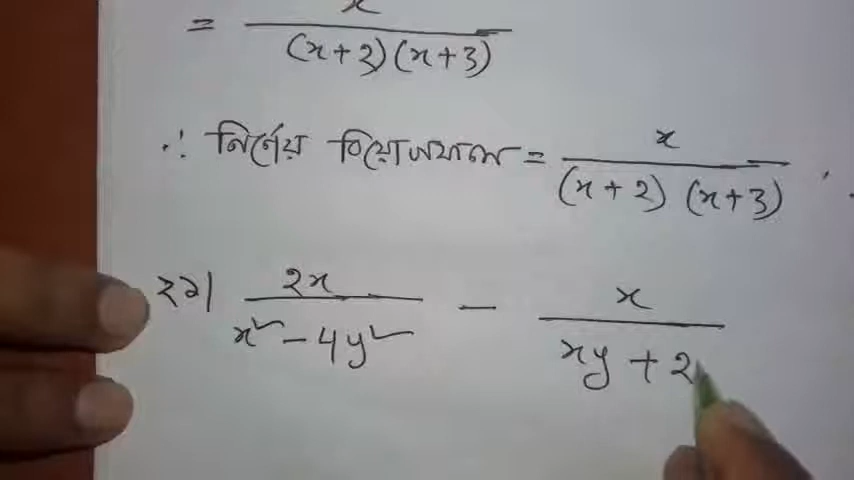 = x/((x+2)(x+3))
∴ নির্ণেয় বিয়োগফল = x/((x+2) (x+3)) .
২২। 2x/(x² - 4y²) - x/(xy + 2